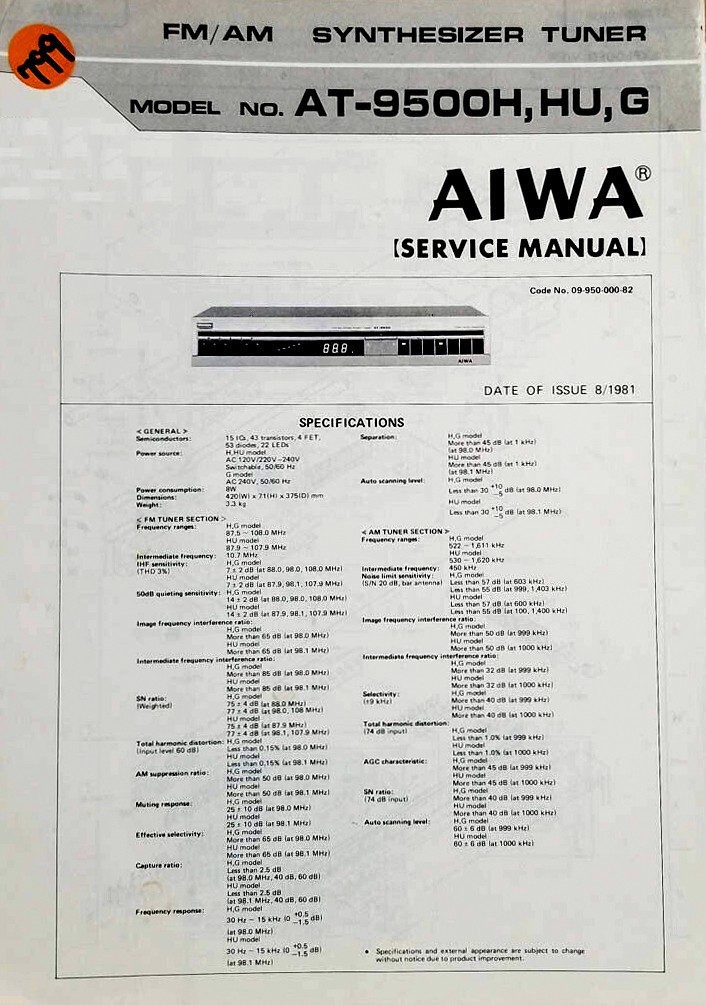 799
FM/AM SYNTHESIZER TUNER
MODEL NO. AT-9500H, HU, G
AIWA®
[SERVICE MANUAL]
Code No. 09-950-000-82
AT-9500
888.
AIWA
DATE OF ISSUE 8/1981
SPECIFICATIONS
< GENERAL >
Semiconductors: 15 ICs, 43 transistors, 4 FET,
53 diodes, 22 LEDs
Power source: H,HU model
AC 120V/220V~240V
Switchable, 50/60 Hz
G model
AC 240V, 50/60 Hz
Power consumption: 8W
Dimensions: 420(W) x 71(H) x 375(D) mm
Weight: 3.3 kg
< FM TUNER SECTION >
Frequency ranges: H,G model
87.5 ~ 108.0 MHz
HU model
87.9 ~ 107.9 MHz
Intermediate frequency: 10.7 MHz
IHF sensitivity: H,G model
(THD 3%) 7 ± 2 dB (at 88.0, 98.0, 108.0 MHz)
HU model
7 ± 2 dB (at 87.9, 98.1, 107.9 MHz)
50dB quieting sensitivity: H,G model
14 ± 2 dB (at 88.0, 98.0, 108.0 MHz)
HU model
14 ± 2 dB (at 87.9, 98.1, 107.9 MHz)
Image frequency interference ratio:
H,G model
More than 65 dB (at 98.0 MHz)
HU model
More than 65 dB (at 98.1 MHz)
Intermediate frequency interference ratio:
H,G model
More than 85 dB (at 98.0 MHz)
HU model
More than 85 dB (at 98.1 MHz)
SN ratio: H,G model
(Weighted) 75 ± 4 dB (at 88.0 MHz)
77 ± 4 dB (at 98.0, 108 MHz)
HU model
75 ± 4 dB (at 87.9 MHz)
77 ± 4 dB (at 98.1, 107.9 MHz)
Total harmonic distortion: H,G model
(Input level 60 dB) Less than 0.15% (at 98.0 MHz)
HU model
Less than 0.15% (at 98.1 MHz)
AM suppression ratio: H,G model
More than 50 dB (at 98.0 MHz)
HU model
More than 50 dB (at 98.1 MHz)
Muting response: H,G model
25 ± 10 dB (at 98.0 MHz)
HU model
25 ± 10 dB (at 98.1 MHz)
Effective selectivity: H,G model
More than 65 dB (at 98.0 MHz)
HU model
More than 65 dB (at 98.1 MHz)
Capture ratio: H,G model
Less than 2.5 dB
(at 98.0 MHz, 40 dB, 60 dB)
HU model
Less than 2.5 dB
(at 98.1 MHz, 40 dB, 60 dB)
Frequency response: H,G model
30 Hz ~ 15 kHz (0 +0.5 -1.5 dB)
(at 98.0 MHz)
HU model
30 Hz ~ 15 kHz (0 +0.5 -1.5 dB)
(at 98.1 MHz)
Separation: H,G model
More than 45 dB (at 1 kHz)
(at 98.0 MHz)
HU model
More than 45 dB (at 1 kHz)
(at 98.1 MHz)
Auto scanning level: H,G model
Less than 30 +10 -5 dB (at 98.0 MHz)
HU model
Less than 30 +10 -5 dB (at 98.1 MHz)
< AM TUNER SECTION >
Frequency ranges: H,G model
522 ~ 1,611 kHz
HU model
530 ~ 1,620 kHz
Intermediate frequency: 450 kHz
Noise limit sensitivity: H,G model
(S/N 20 dB, bar antenna) Less than 57 dB (at 603 kHz)
Less than 55 dB (at 999, 1,403 kHz)
HU model
Less than 57 dB (at 600 kHz)
Less than 55 dB (at 100, 1,400 kHz)
Image frequency interference ratio:
H,G model
More than 50 dB (at 999 kHz)
HU model
More than 50 dB (at 1000 kHz)
Intermediate frequency interference ratio:
H,G model
More than 32 dB (at 999 kHz)
HU model
More than 32 dB (at 1000 kHz)
Selectivity: H,G model
(±9 kHz) More than 40 dB (at 999 kHz)
HU model
More than 40 dB (at 1000 kHz)
Total harmonic distortion:
(74 dB input) H,G model
Less than 1.0% (at 999 kHz)
HU model
Less than 1.0% (at 1000 kHz)
AGC characteristic: H,G model
More than 45 dB (at 999 kHz)
HU model
More than 45 dB (at 1000 kHz)
SN ratio: H,G model
(74 dB input) More than 40 dB (at 999 kHz)
HU model
More than 40 dB (at 1000 kHz)
Auto scanning level: H,G model
60 ± 6 dB (at 999 kHz)
HU model
60 ± 6 dB (at 1000 kHz)
• Specifications and external appearance are subject to change
without notice due to product improvement.